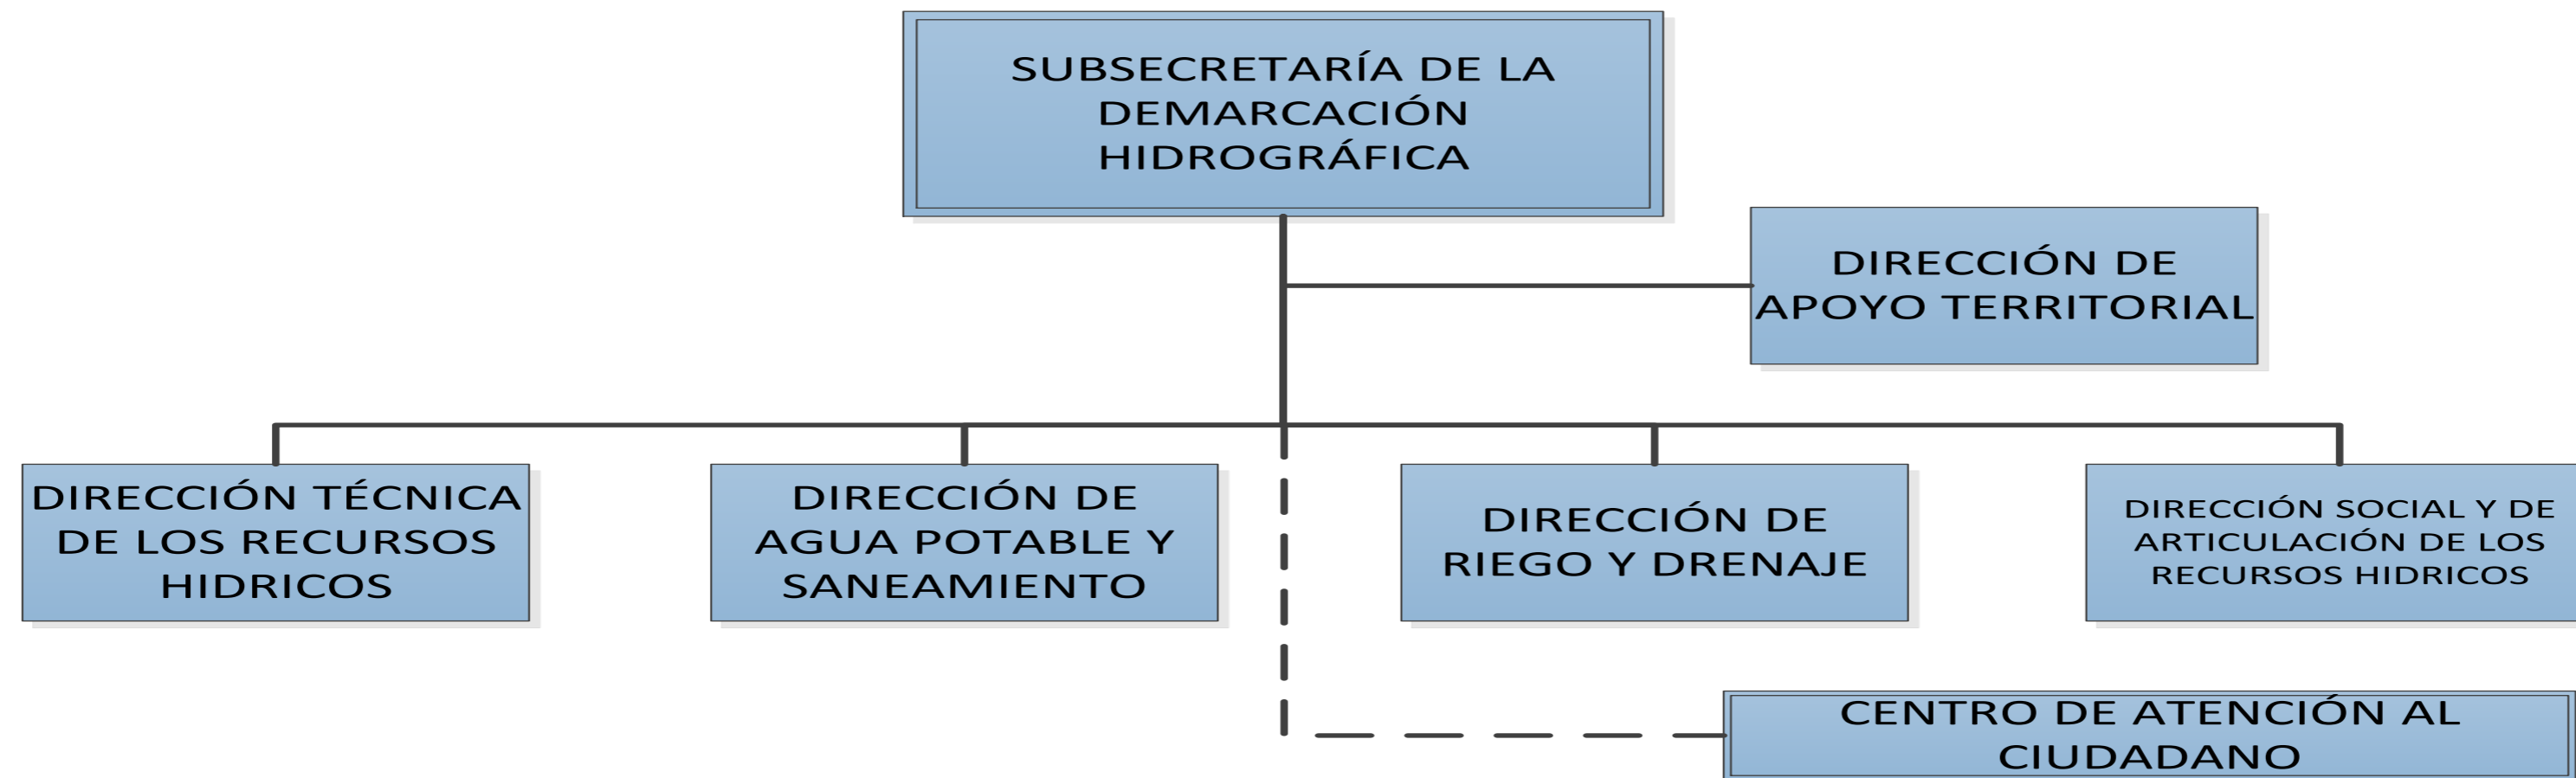 SUBSECRETARÍA DE LA
DEMARCACIÓN
HIDROGRÁFICA
DIRECCIÓN DE
APOYO TERRITORIAL
DIRECCIÓN TÉCNICA
DE LOS RECURSOS
HIDRICOS
DIRECCIÓN DE
AGUA POTABLE Y
SANEAMIENTO
DIRECCIÓN DE
RIEGO Y DRENAJE
DIRECCIÓN SOCIAL Y DE
ARTICULACIÓN DE LOS
RECURSOS HIDRICOS
CENTRO DE ATENCIÓN AL
CIUDADANO